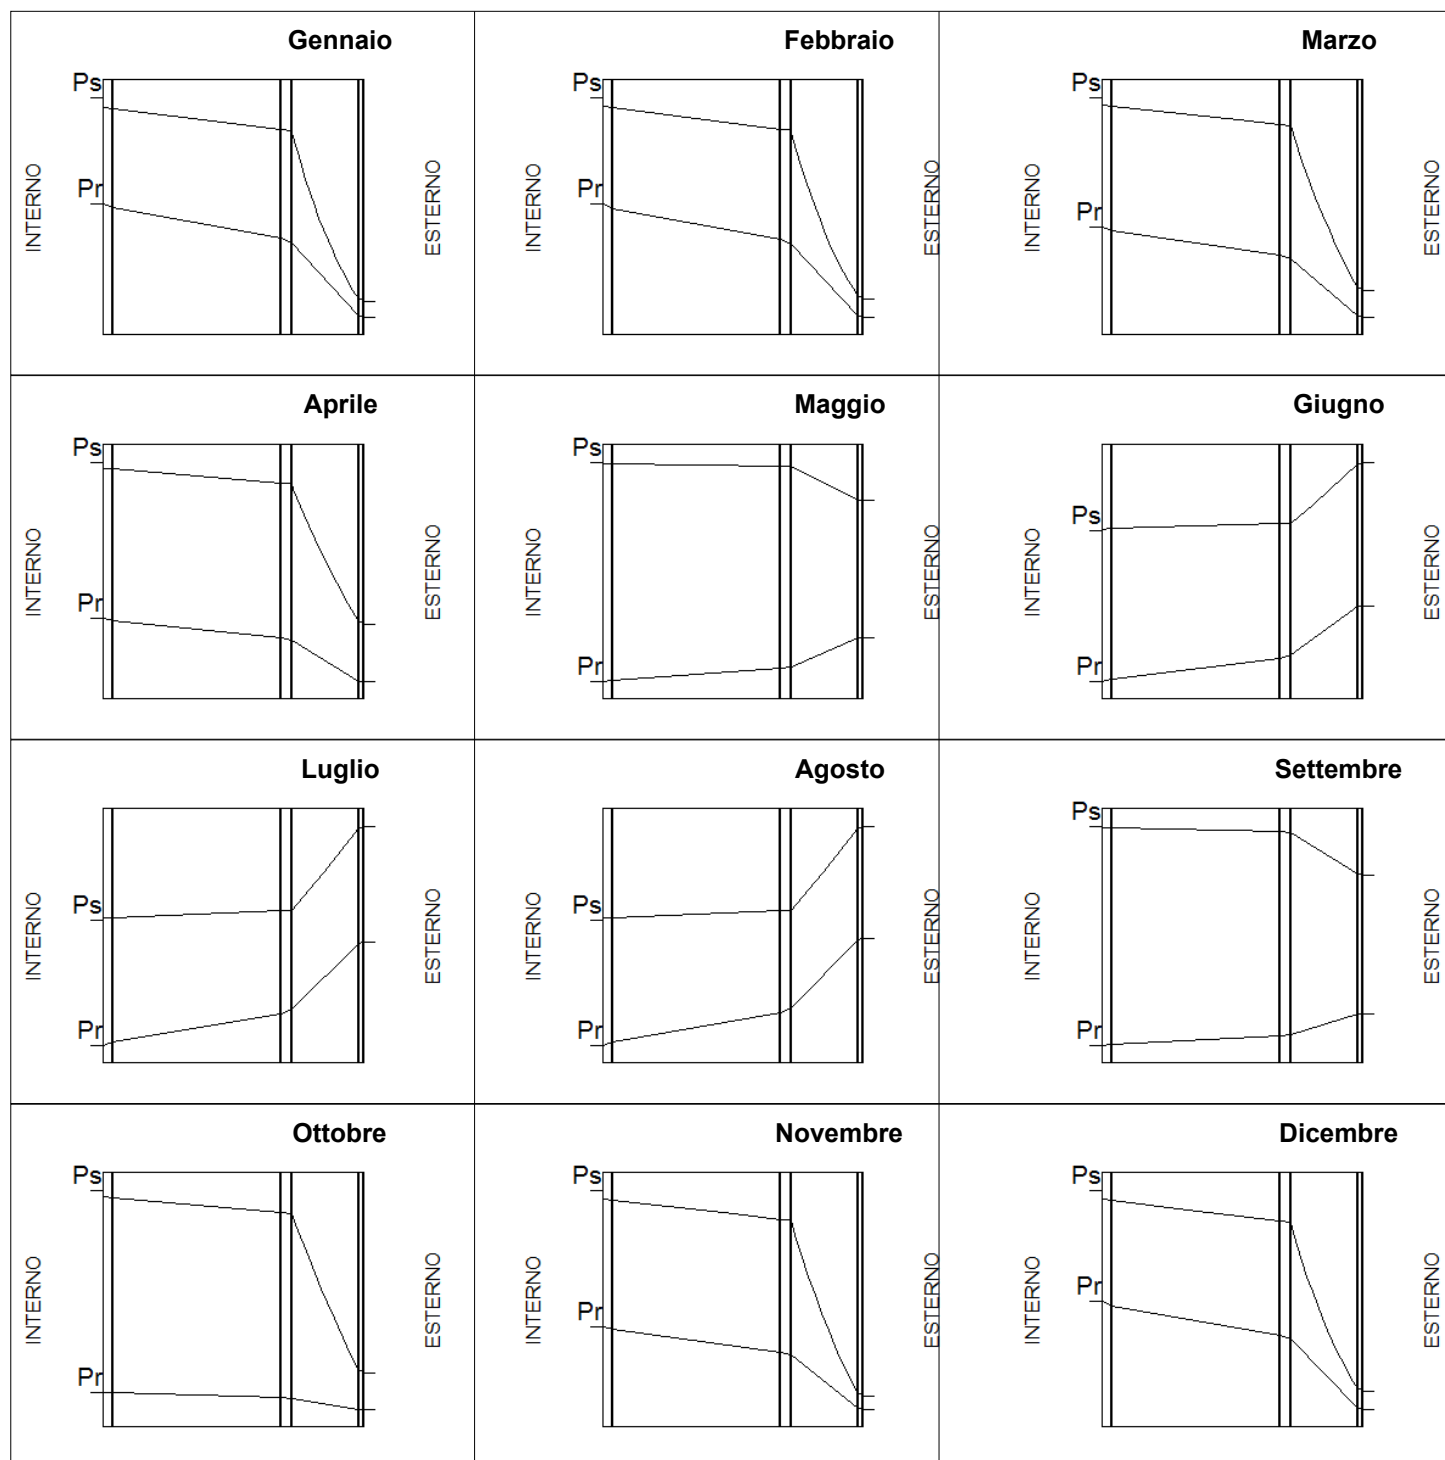 Gennaio
Ps
Pr
INTERNO
ESTERNO
Febbraio
Ps
Pr
INTERNO
ESTERNO
Marzo
Ps
Pr
INTERNO
ESTERNO
Aprile
Ps
Pr
INTERNO
ESTERNO
Maggio
Ps
Pr
INTERNO
ESTERNO
Giugno
Ps
Pr
INTERNO
ESTERNO
Luglio
Ps
Pr
INTERNO
ESTERNO
Agosto
Ps
Pr
INTERNO
ESTERNO
Settembre
Ps
Pr
INTERNO
ESTERNO
Ottobre
Ps
Pr
INTERNO
ESTERNO
Novembre
Ps
Pr
INTERNO
ESTERNO
Dicembre
Ps
Pr
INTERNO
ESTERNO